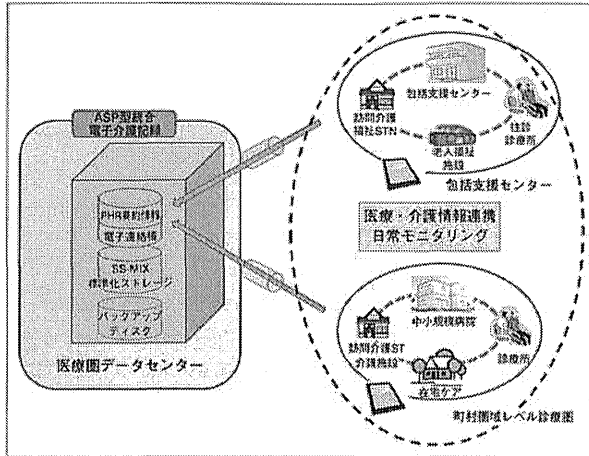 ASP型統合
電子介護記録
PHR要約情報
電子連絡帳
SS-MIX
標準化ストレージ
バックアップ
ディスク
医療圏データセンター
包括支援センター
訪問介護
福祉STN
往診
診療所
老人福祉
施設
包括支援センター
医療・介護情報連携
日常モニタリング
中小規模病院
訪問介護ST
介護施設
診療所
在宅ケア
町村圏域レベル診療圏